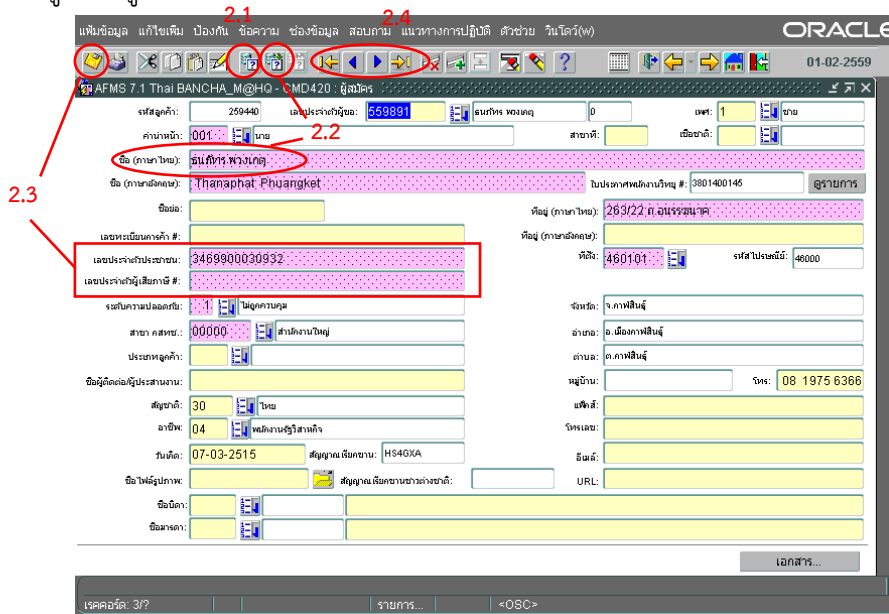 2.1
2.4
แฟ้มข้อมูล แก้ไขเพิ่ม ป้องกัน ข้อความ ช่องข้อมูล สอบถาม แนวทางการปฏิบัติ ตัวช่วย วินโดว์(w) ORACLE
01-02-2559
AFMS 7.1 Thai BANCHA_M@HQ - CMD420 : ผู้สมัคร
รหัสลูกค้า: 259440 เลขประจำตัวผู้ขอ: 559891 ธนภัทร พวงเกตุ 0 เพศ: 1 ชาย
คำนำหน้า: 001 นาย 2.2 สาขาที่: เชื้อชาติ:
ชื่อ (ภาษาไทย): ธนภัทร พวงเกตุ
ชื่อ (ภาษาอังกฤษ): Thanaphat Phuangket ใบประกาศพนักงานวิทยุ #: 3801400145 ดูรายการ
2.3
ชื่อย่อ: ที่อยู่ (ภาษาไทย): 263/22 ถ.อนรรฆนาค
เลขทะเบียนการค้า #: ที่อยู่ (ภาษาอังกฤษ):
เลขประจำตัวประชาชน: 3469900030932 ที่ตั้ง: 460101 รหัสไปรษณีย์: 46000
เลขประจำตัวผู้เสียภาษี #:
ระดับความปลอดภัย: 1 ไม่ถูกควบคุม จังหวัด: จ.กาฬสินธุ์
สาขา กสทช.: 00000 สำนักงานใหญ่ อำเภอ: อ.เมืองกาฬสินธุ์
ประเภทลูกค้า: ตำบล: ต.กาฬสินธุ์
ชื่อผู้ติดต่อ/ผู้ประสานงาน: หมู่บ้าน: โทร: 08 1975 6366
สัญชาติ: 30 ไทย แฟ็กส์:
อาชีพ: 04 พนักงานรัฐวิสาหกิจ โทรเลข:
วันเกิด: 07-03-2515 สัญญาณเรียกขาน: HS4GXA อีเมล์:
ชื่อไฟล์รูปภาพ: สัญญาณเรียกขานชาวต่างชาติ: URL:
ชื่อบิดา:
ชื่อมารดา:
เอกสาร...
เรคคอร์ด: 3/? รายการ... <OSC>